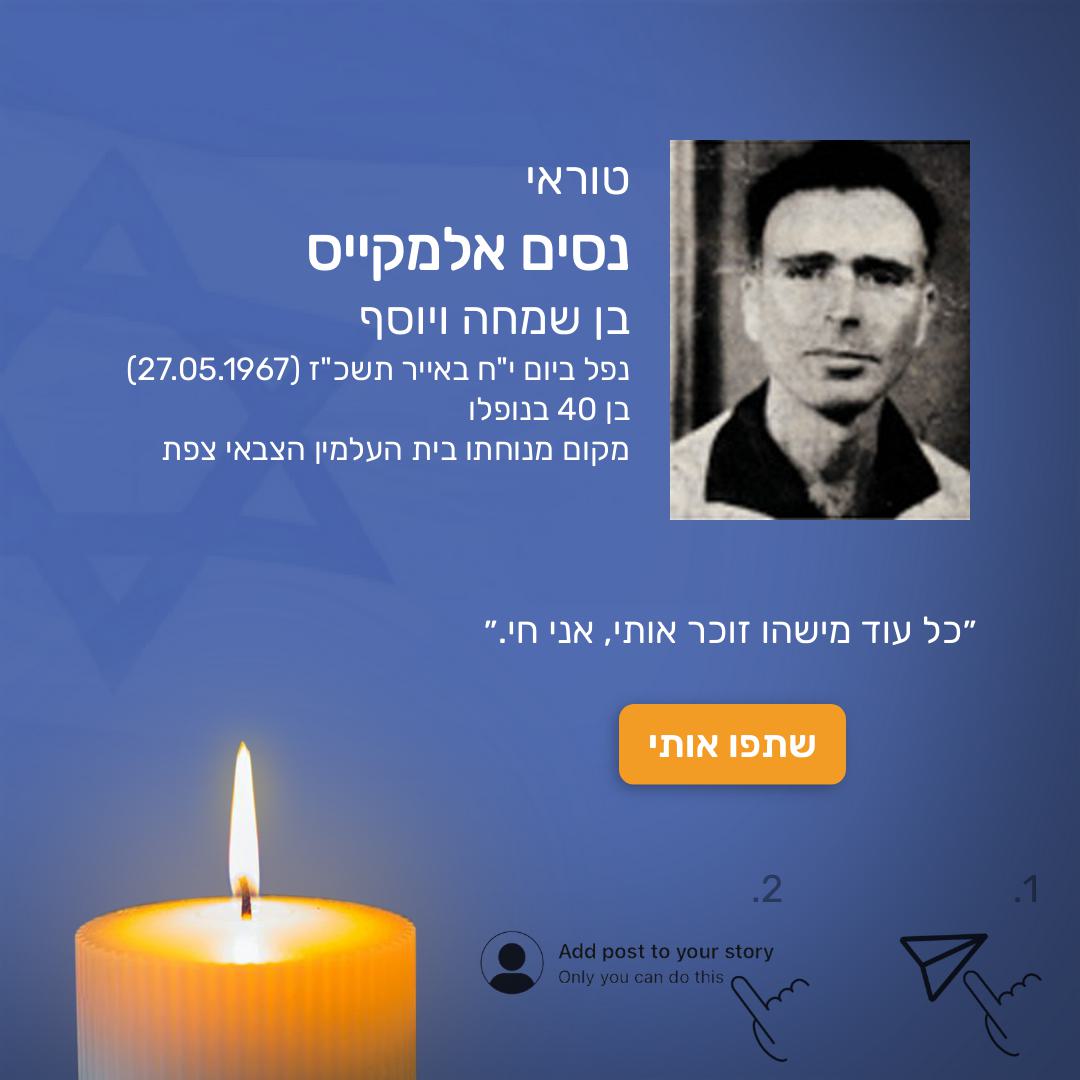 טוראי
נסים אלמקייס
בן שמחה ויוסף
נפל ביום י"ח באייר תשכ"ז (27.05.1967)
בן 40 בנופלו
מקום מנוחתו בית העלמין הצבאי צפת
״כל עוד מישהו זוכר אותי, אני חי.״
שתפו אותי
1.
2.
Add post to your story
Only you can do this